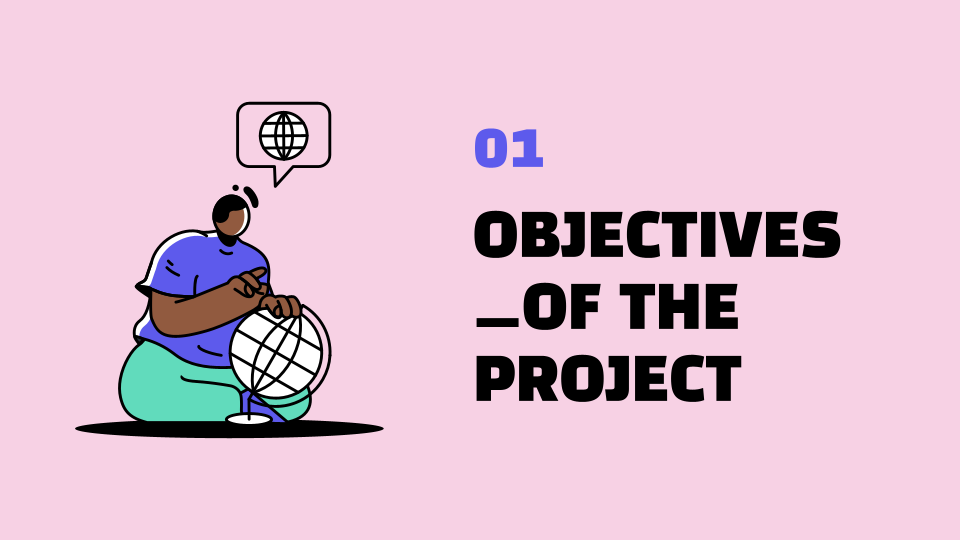 01
OBJECTIVES
_OF THE
PROJECT